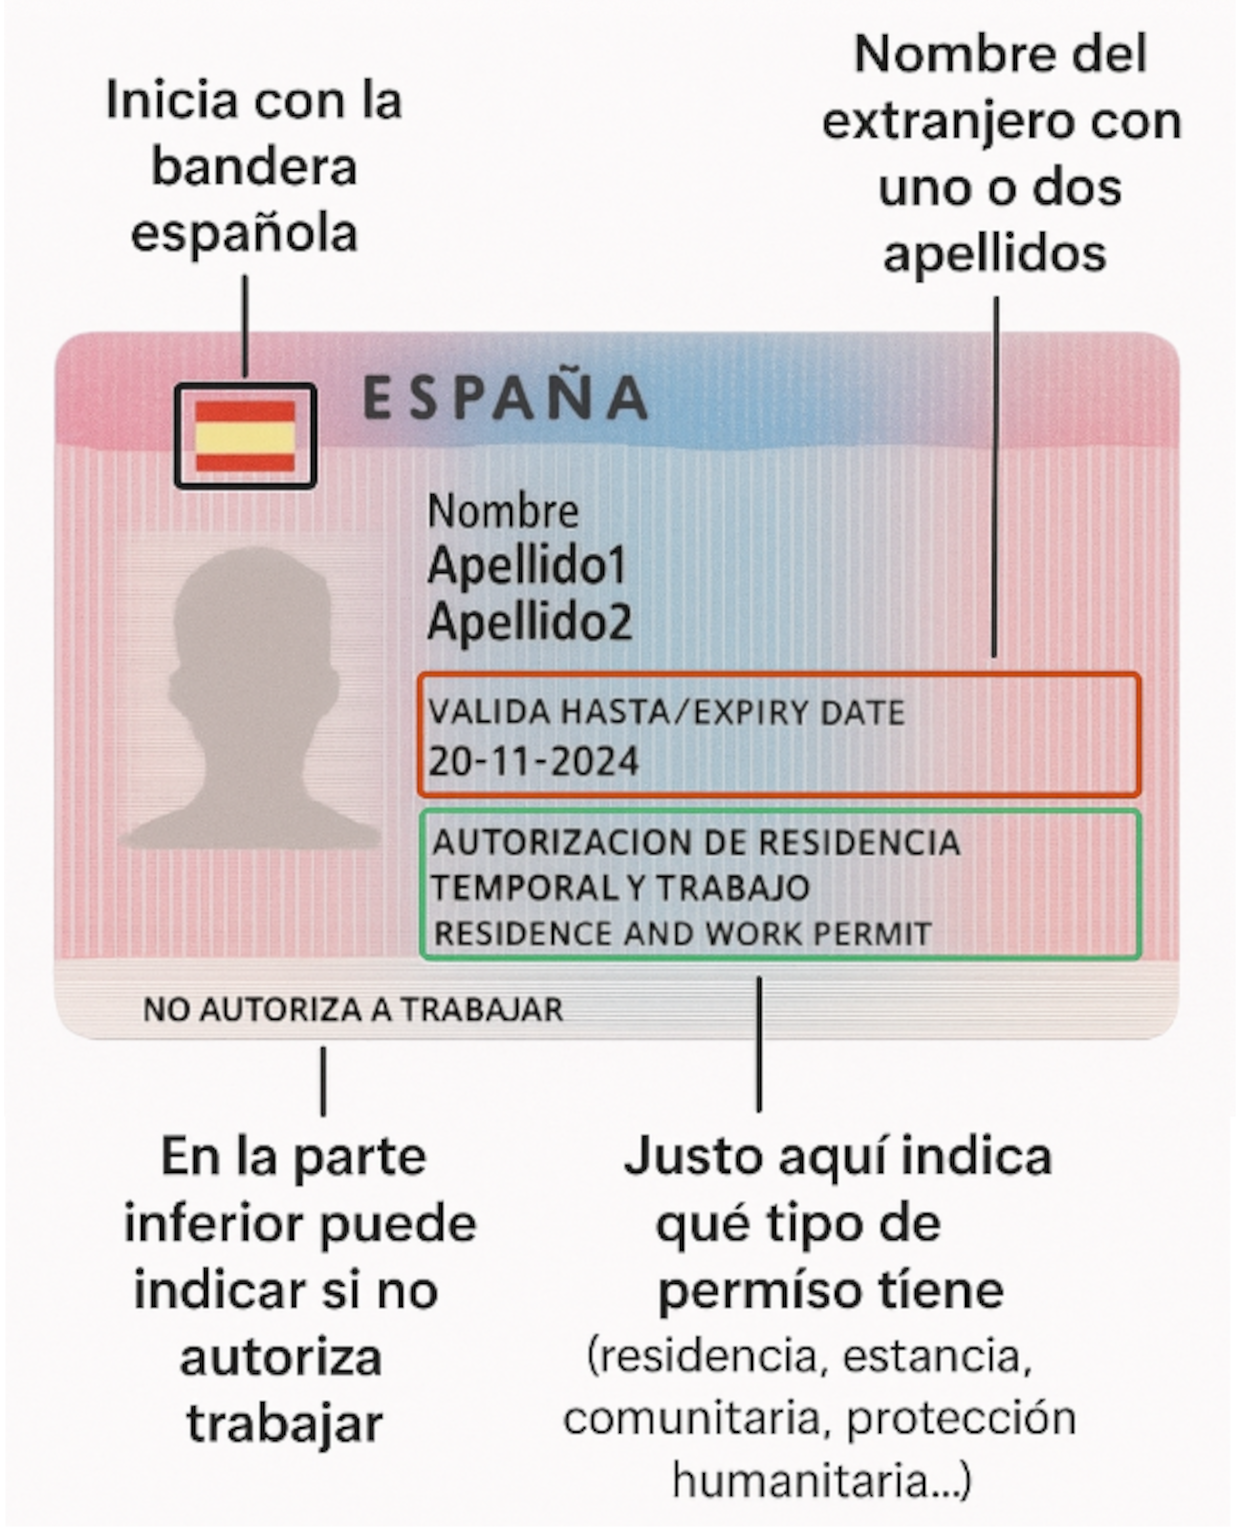 Inicia con la
bandera
española
Nombre del
extranjero con
uno o dos
apellidos
ESPAÑA
Nombre
Apellido1
Apellido2
VALIDA HASTA/EXPIRY DATE
20-11-2024
AUTORIZACION DE RESIDENCIA
TEMPORAL Y TRABAJO
RESIDENCE AND WORK PERMIT
NO AUTORIZA A TRABAJAR
En la parte
inferior puede
indicar si no
autoriza
trabajar
Justo aquí indica
qué tipo de
permíso tíene
(residencia, estancia,
comunitaria, protección
humanitaria...)